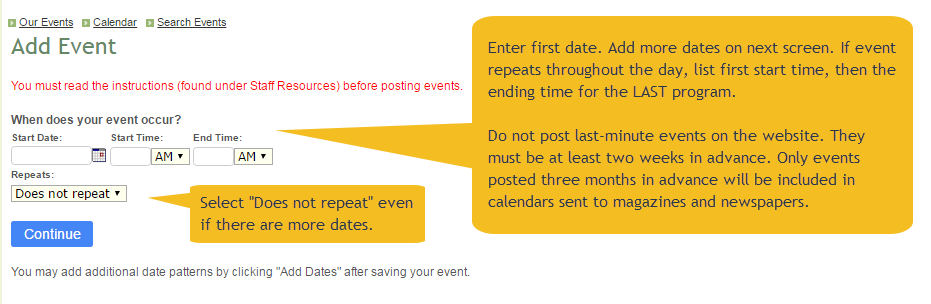 Our Events Calendar Search Events
Add Event
You must read the instructions (found under Staff Resources) before posting events.
When does your event occur?
Start Date: Start Time: End Time:
AM AM
Repeats:
Does not repeat
Continue
You may add additional date patterns by clicking "Add Dates" after saving your event.
Enter first date. Add more dates on next screen. If event
repeats throughout the day, list first start time, then the
ending time for the LAST program.
Do not post last-minute events on the website. They
must be at least two weeks in advance. Only events
posted three months in advance will be included in
calendars sent to magazines and newspapers.
Select "Does not repeat" even
if there are more dates.